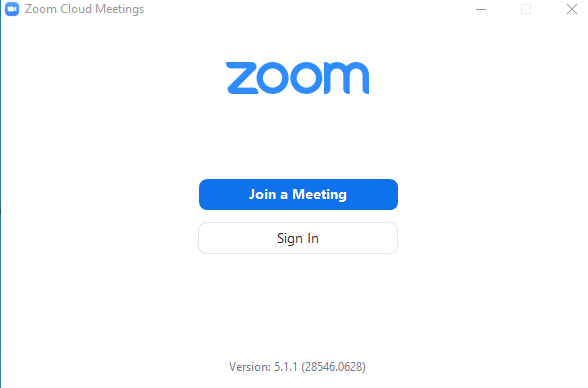 Zoom Cloud Meetings
zoom
Join a Meeting
Sign In
Version: 5.1.1 (28546.0628)